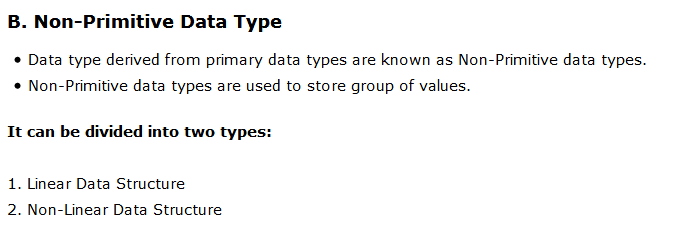 B. Non-Primitive Data Type
• Data type derived from primary data types are known as Non-Primitive data types.
• Non-Primitive data types are used to store group of values.
It can be divided into two types:
1. Linear Data Structure
2. Non-Linear Data Structure